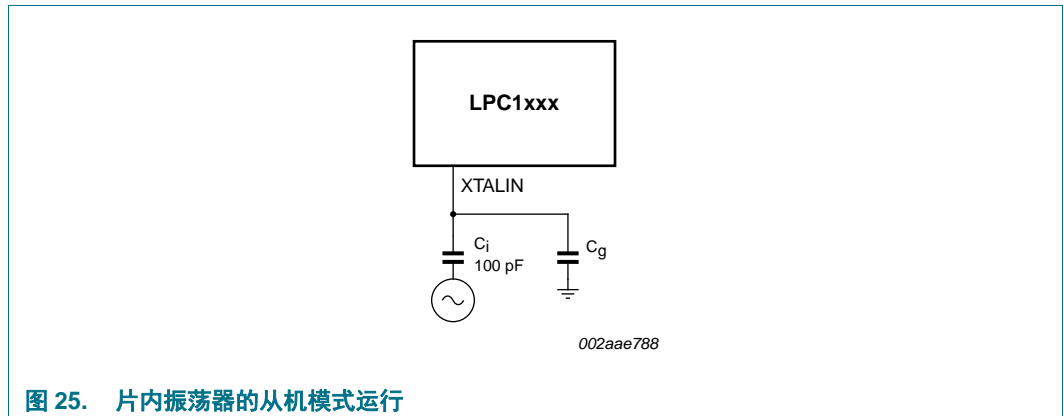 LPC1xxx
XTALIN
Ci
100 pF
Cg
002aae788
图 25. 片内振荡器的从机模式运行